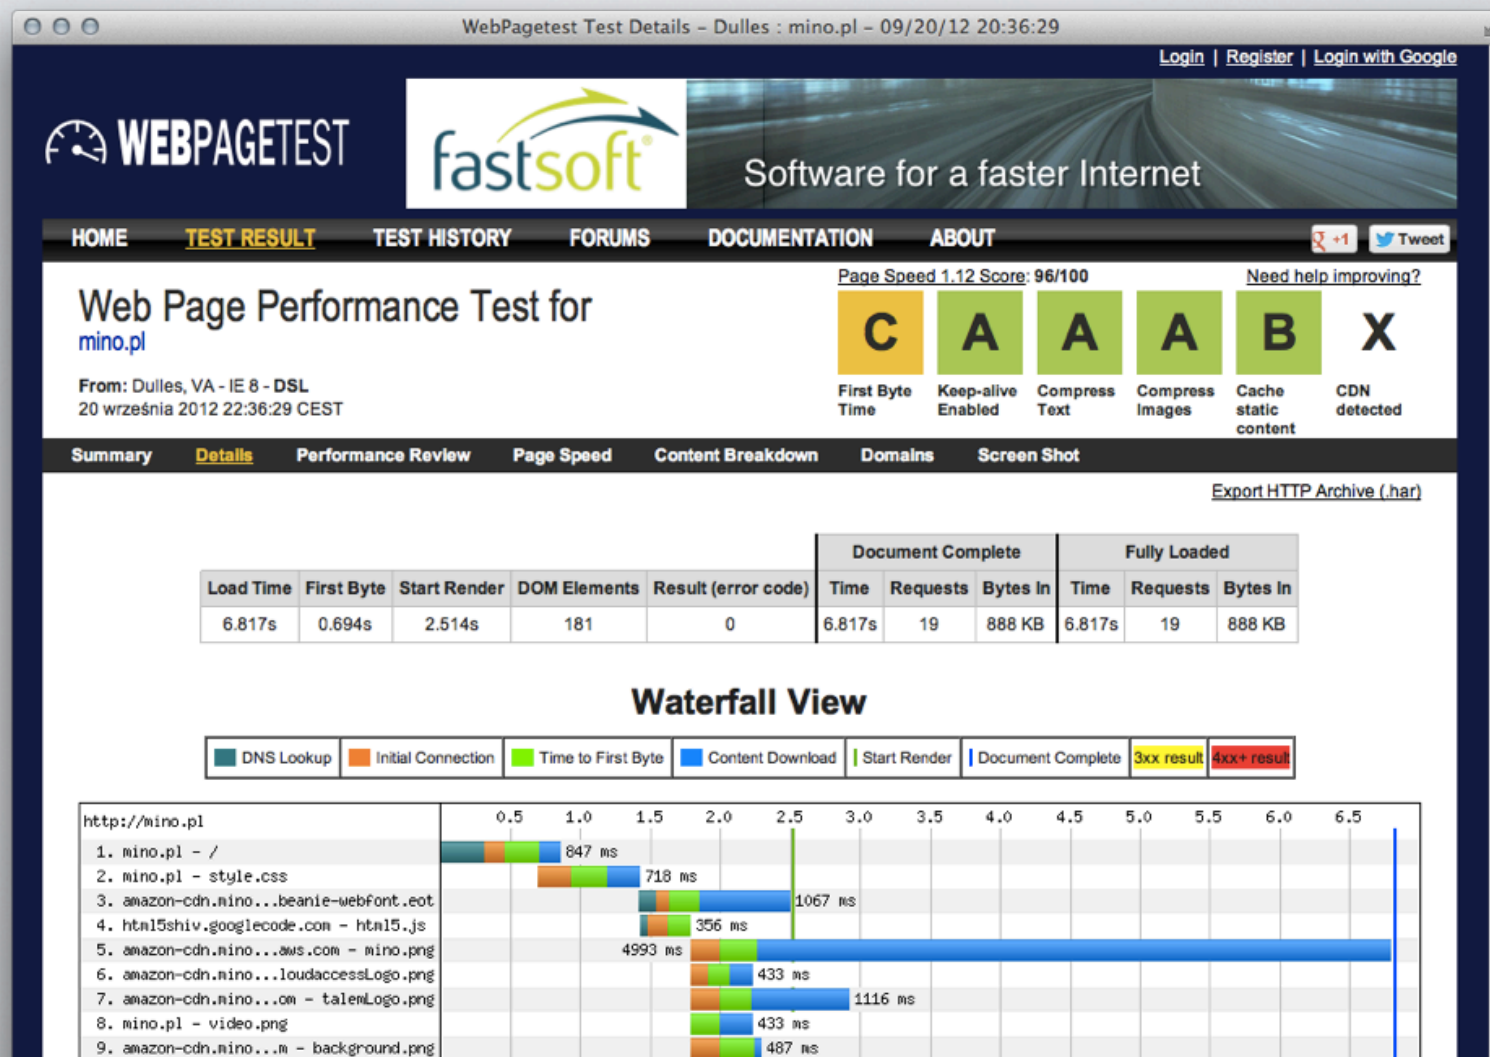 WebPagetest Test Details – Dulles : mino.pl – 09/20/12 20:36:29
Login | Register | Login with Google
WEBPAGETEST
fastsoft
Software for a faster Internet
HOME TEST RESULT TEST HISTORY FORUMS DOCUMENTATION ABOUT
+1 Tweet
Page Speed 1.12 Score: 96/100 Need help improving?
Web Page Performance Test for
mino.pl
C A A A B X
From: Dulles, VA - IE 8 - DSL
20 września 2012 22:36:29 CEST
First Byte Time
Keep-alive Enabled
Compress Text
Compress Images
Cache static content
CDN detected
Summary Details Performance Review Page Speed Content Breakdown Domains Screen Shot
Export HTTP Archive (.har)
Document Complete Fully Loaded
Load Time First Byte Start Render DOM Elements Result (error code) Time Requests Bytes In Time Requests Bytes In
6.817s 0.694s 2.514s 181 0 6.817s 19 888 KB 6.817s 19 888 KB
Waterfall View
DNS Lookup Initial Connection Time to First Byte Content Download Start Render Document Complete 3xx result 4xx+ result
http://mino.pl 0.5 1.0 1.5 2.0 2.5 3.0 3.5 4.0 4.5 5.0 5.5 6.0 6.5
1. mino.pl - / 847 ms
2. mino.pl - style.css 718 ms
3. amazon-cdn.mino...beanie-webfont.eot 1067 ms
4. html5shiv.googlecode.com - html5.js 356 ms
5. amazon-cdn.mino...aws.com - mino.png 4993 ms
6. amazon-cdn.mino...loudaccessLogo.png 433 ms
7. amazon-cdn.mino...om - talemLogo.png 1116 ms
8. mino.pl - video.png 433 ms
9. amazon-cdn.mino...m - background.png 487 ms